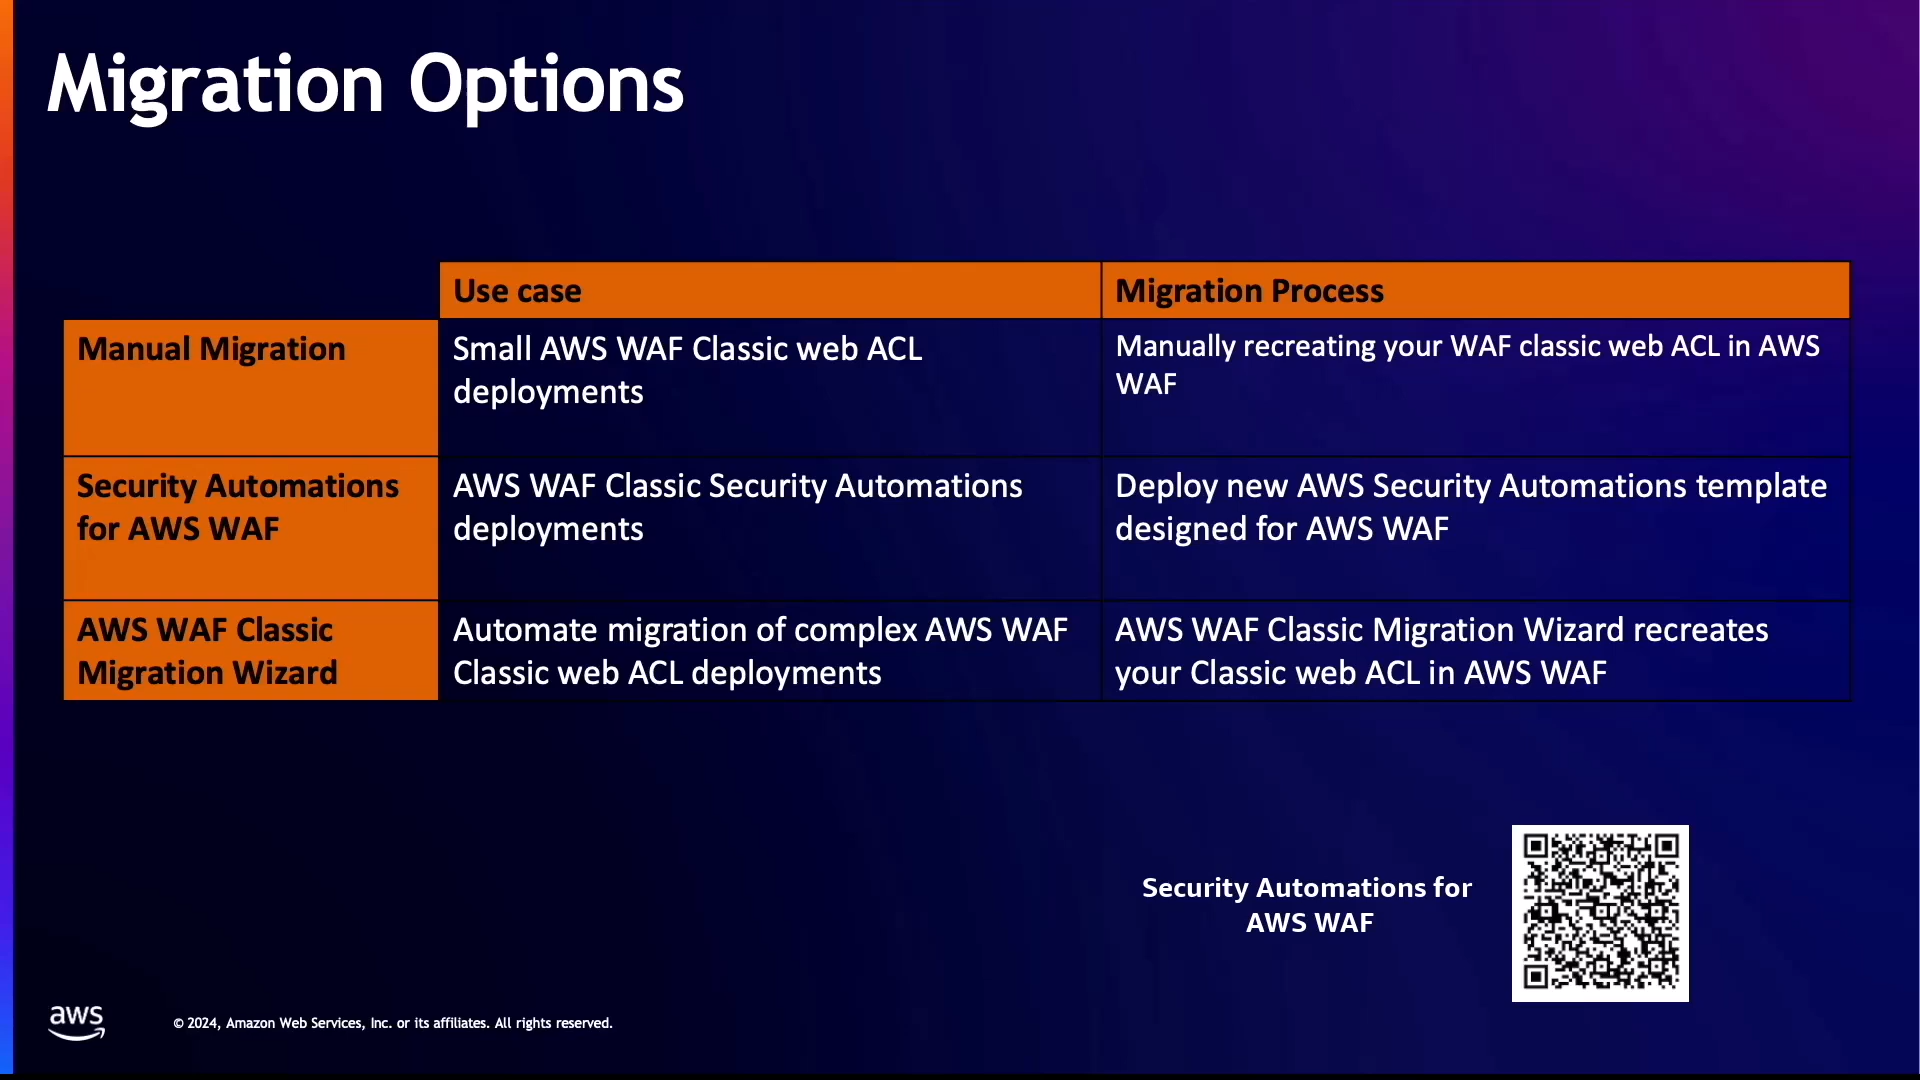 Migration Options
Use case
Migration Process
Manual Migration
Small AWS WAF Classic web ACL
deployments
Manually recreating your WAF classic web ACL in AWS
WAF
Security Automations
for AWS WAF
AWS WAF Classic Security Automations
deployments
Deploy new AWS Security Automations template
designed for AWS WAF
AWS WAF Classic
Migration Wizard
Automate migration of complex AWS WAF
Classic web ACL deployments
AWS WAF Classic Migration Wizard recreates
your Classic web ACL in AWS WAF
Security Automations for
AWS WAF
aws
© 2024, Amazon Web Services, Inc. or its affiliates. All rights reserved.